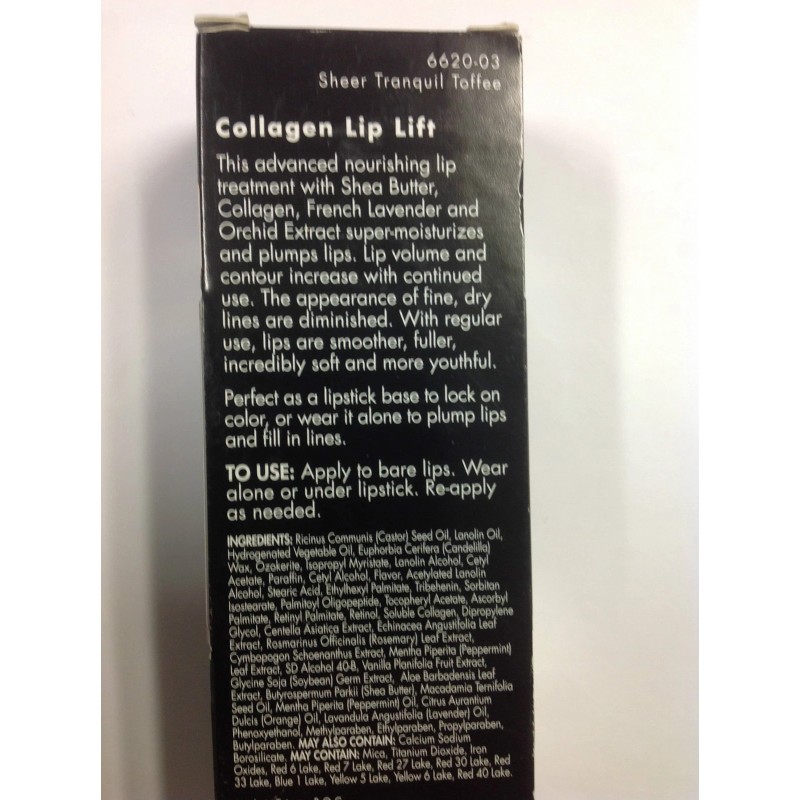 6620-03
Sheer Tranquil Toffee
Collagen Lip Lift
This advanced nourishing lip
treatment with Shea Butter,
Collagen, French Lavender and
Orchid Extract super-moisturizes
and plumps lips. Lip volume and
contour increase with continued
use. The appearance of fine, dry
lines are diminished. With regular
use, lips are smoother, fuller,
incredibly soft and more youthful.
Perfect as a lipstick base to lock on
color, or wear it alone to plump lips
and fill in lines.
TO USE: Apply to bare lips. Wear
alone or under lipstick. Re-apply
as needed.
INGREDIENTS: Ricinus Communis (Castor) Seed Oil, Lanolin Oil,
Hydrogenated Vegetable Oil, Euphorbia Cerifera (Candelilla)
Wax, Ozokerite, Isopropyl Myristate, Lanolin Alcohol, Cetyl
Acetate, Paraffin, Cetyl Alcohol, Flavor, Acetylated Lanolin
Alcohol, Stearic Acid, Ethylhexyl Palmitate, Tribehenin, Sorbitan
Isostearate, Palmitoyl Oligopeptide, Tocopheryl Acetate, Ascorbyl
Palmitate, Retinyl Palmitate, Retinol, Soluble Collagen, Dipropylene
Glycol, Centella Asiatica Extract, Echinacea Angustifolia Leaf
Extract, Rosmarinus Officinalis (Rosemary) Leaf Extract,
Cymbopogon Schoenanthus Extract, Mentha Piperita (Peppermint)
Leaf Extract, SD Alcohol 40-B, Vanilla Planifolia Fruit Extract,
Glycine Soja (Soybean) Germ Extract, Aloe Barbadensis Leaf
Extract, Butyrospermum Parkii (Shea Butter), Macadamia Ternifolia
Seed Oil, Mentha Piperita (Peppermint) Oil, Citrus Aurantium
Dulcis (Orange) Oil, Lavandula Angustifolia (Lavender) Oil,
Phenoxyethanol, Methylparaben, Ethylparaben, Propylparaben,
Butylparaben. MAY ALSO CONTAIN: Calcium Sodium
Borosilicate. MAY CONTAIN: Mica, Titanium Dioxide, Iron
Oxides, Red 6 Lake, Red 7 Lake, Red 27 Lake, Red 30 Lake, Red
33 Lake, Blue 1 Lake, Yellow 5 Lake, Yellow 6 Lake, Red 40 Lake.